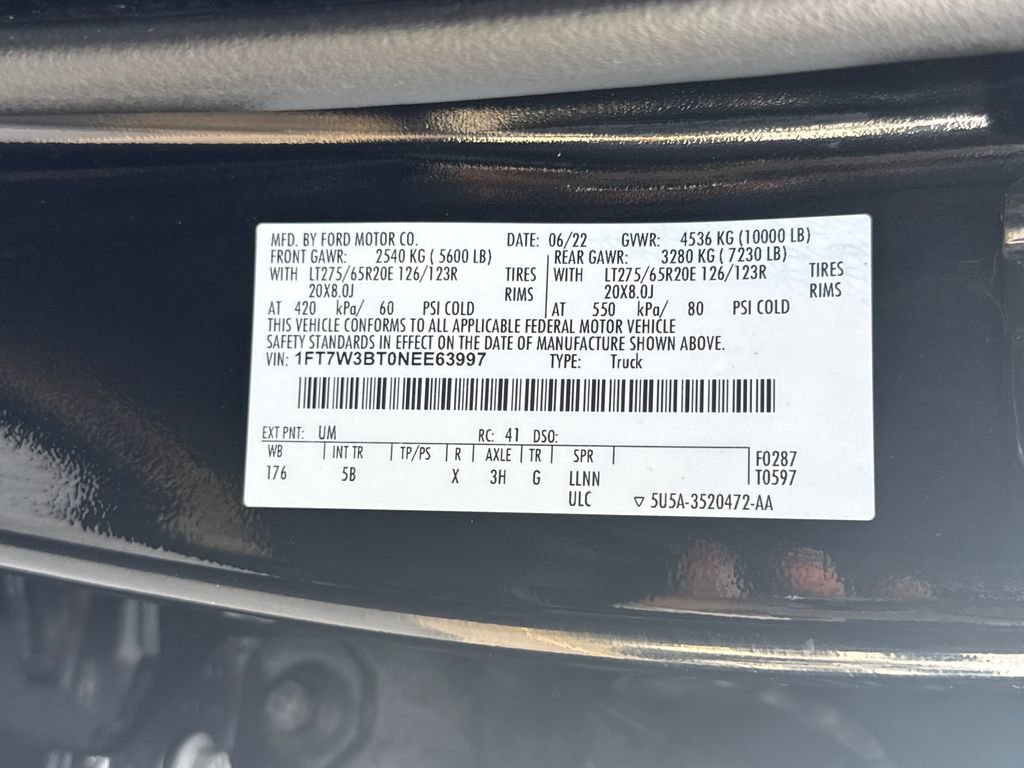 MFD. BY FORD MOTOR CO. DATE: 06/22 GVWR: 4536 KG (10000 LB)
FRONT GAWR: 2540 KG ( 5600 LB) REAR GAWR: 3280 KG ( 7230 LB)
WITH LT275/65R20E 126/123R TIRES WITH LT275/65R20E 126/123R TIRES
20X8.0J RIMS 20X8.0J RIMS
AT 420 kPa/ 60 PSI COLD AT 550 kPa/ 80 PSI COLD
THIS VEHICLE CONFORMS TO ALL APPLICABLE FEDERAL MOTOR VEHICLE
SAFETY STANDARDS IN EFFECT ON THE DATE OF MANUFACTURE SHOWN ABOVE.
VIN: 1FT7W3BT0NEE63997 TYPE: Truck
EXT PNT: UM RC: 41 DSO:
WB INT TR TP/PS R AXLE TR SPR F0287
176 5B X 3H G LLNN T0597
ULC ▽ 5U5A-3520472-AA